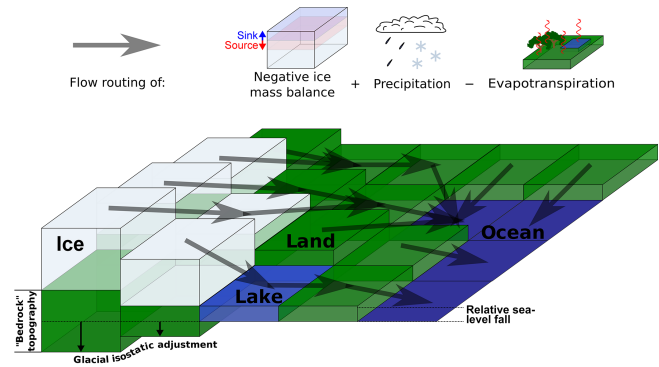 Sink
Source
Flow routing of:
Negative ice
mass balance
+
Precipitation
−
Evapotranspiration
Ice
Land
Ocean
Lake
"Bedrock"
topography
Relative sea-
level fall
Glacial isostatic adjustment